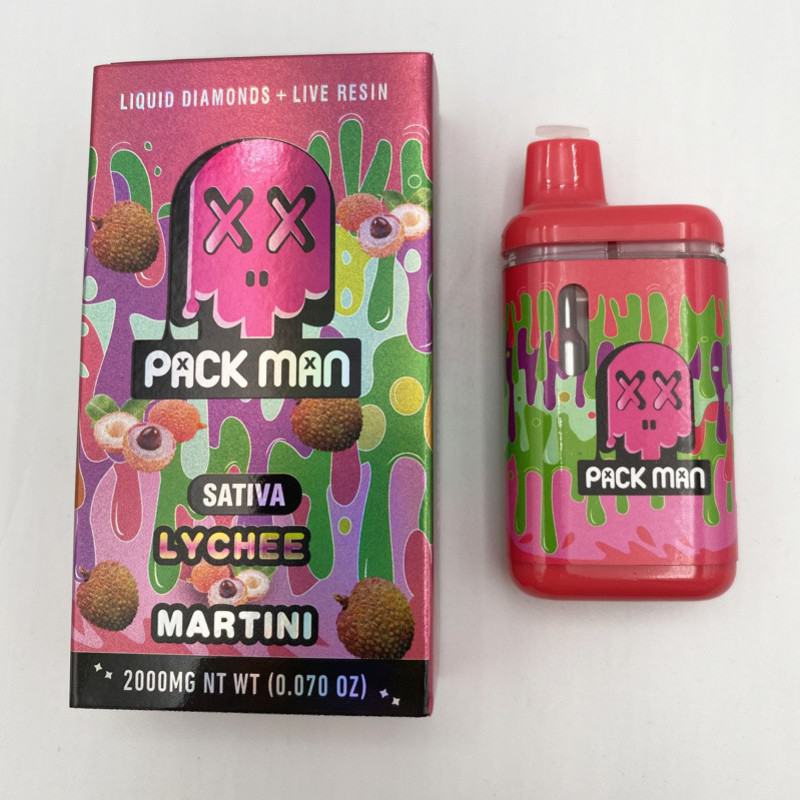 LIQUID DIAMONDS + LIVE RESIN
PACK MAN
SATIVA
LYCHEE
MARTINI
2000MG NT WT (0.070 OZ)
PACK MAN